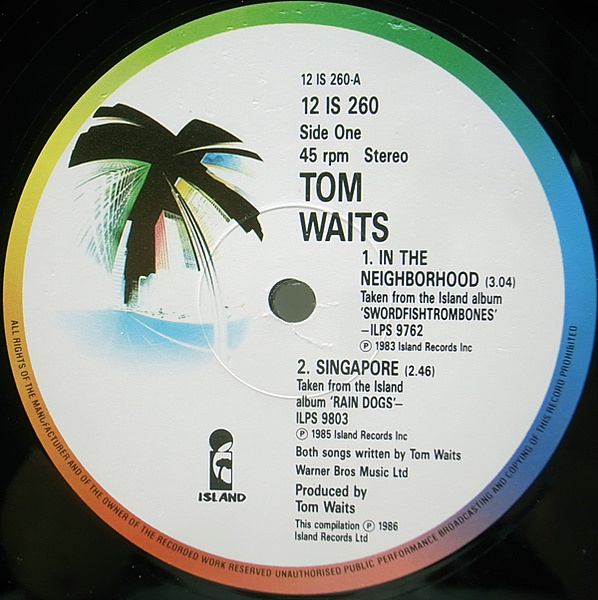 12 IS 260-A
12 IS 260
Side One
45 rpm Stereo
TOM
WAITS
1. IN THE
NEIGHBORHOOD (3.04)
Taken from the Island album
'SWORDFISHTROMBONES'
–ILPS 9762
Ⓟ 1983 Island Records Inc
2. SINGAPORE (2.46)
Taken from the Island
album 'RAIN DOGS'–
ILPS 9803
Ⓟ 1985 Island Records Inc
Both songs written by Tom Waits
Warner Bros Music Ltd
Produced by
Tom Waits
This compilation Ⓟ 1986
Island Records Ltd
ISLAND
ALL RIGHTS OF THE MANUFACTURER AND OF THE OWNER OF THE RECORDED WORK RESERVED UNAUTHORISED PUBLIC PERFORMANCE BROADCASTING AND COPYING OF THIS RECORD PROHIBITED